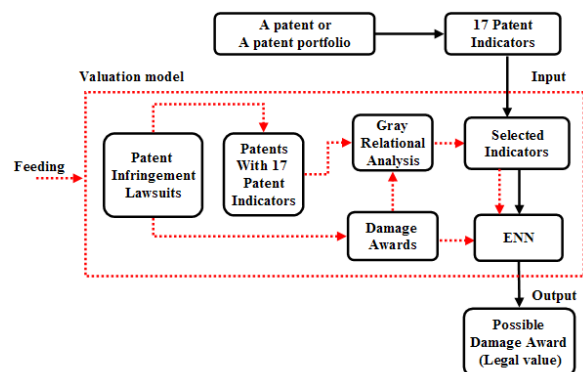 A patent or
A patent portfolio
17 Patent
Indicators
Valuation model
Input
Feeding
Patent
Infringement
Lawsuits
Patents
With 17
Patent
Indicators
Gray
Relational
Analysis
Selected
Indicators
Damage
Awards
ENN
Output
Possible
Damage Award
(Legal value)